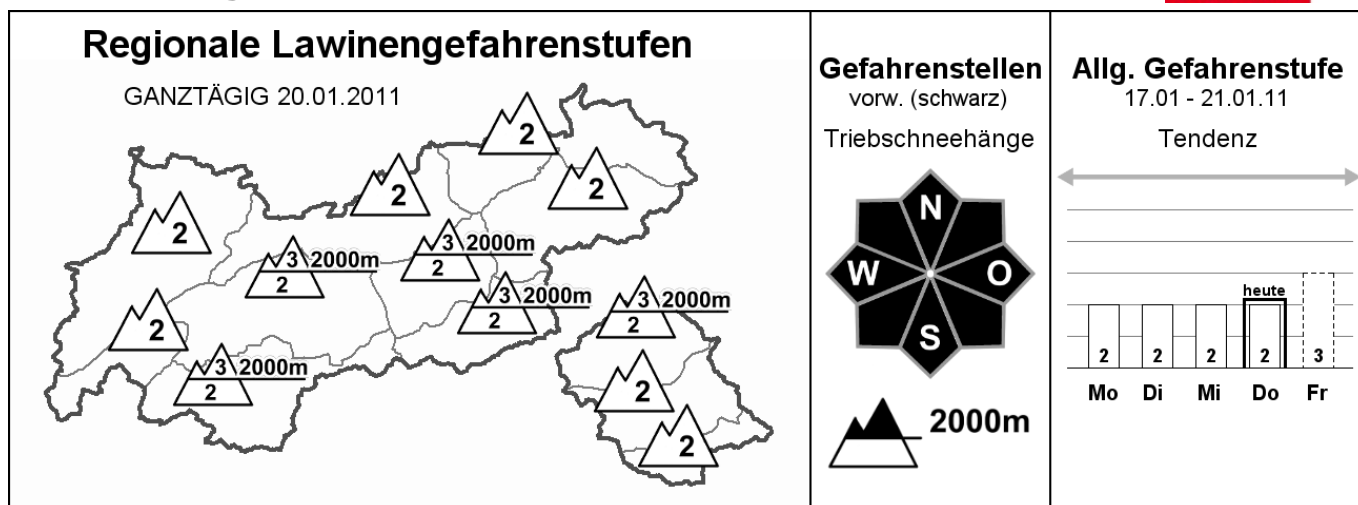 Regionale Lawinengefahrenstufen
GANZTÄGIG 20.01.2011
2
2
2
2
2
3 2000m
2
3 2000m
2
3 2000m
2
3 2000m
2
2
3 2000m
2
2
2
Gefahrenstellen
vorw. (schwarz)
Triebschneehänge
N
W O
S
2000m
Allg. Gefahrenstufe
17.01 - 21.01.11
Tendenz
heute
2 2 2 2 3
Mo Di Mi Do Fr